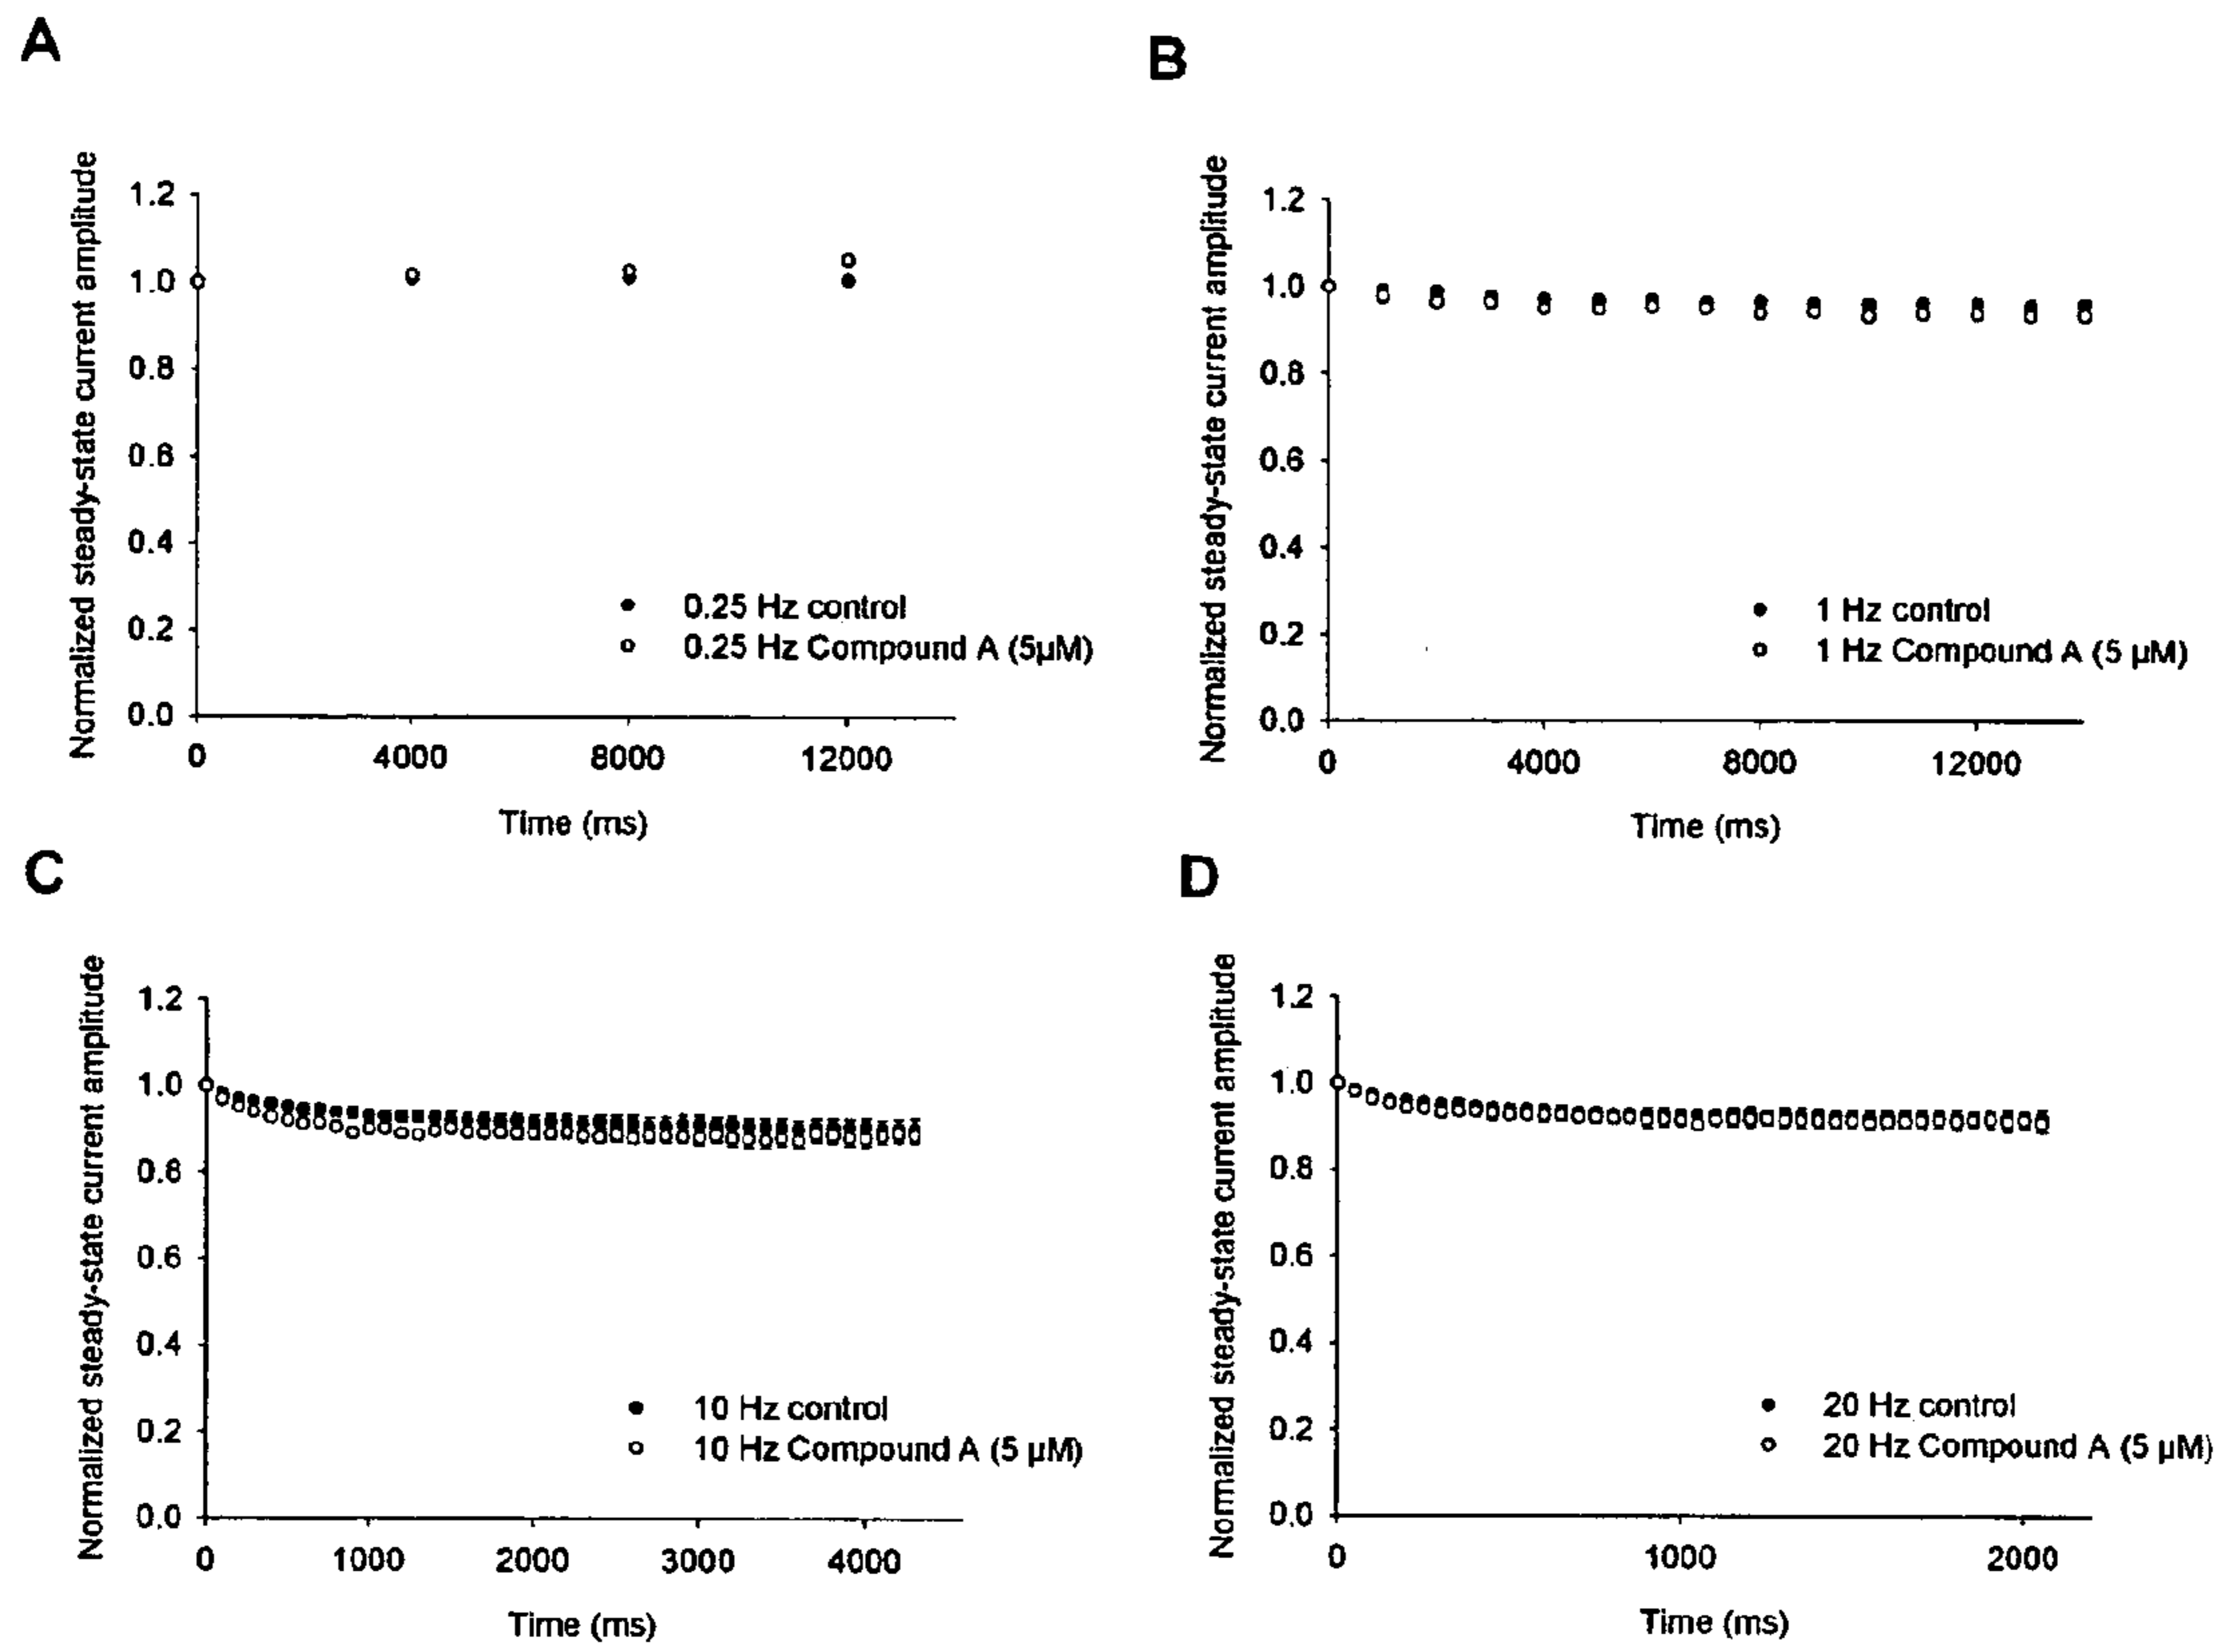 A
Normalized steady-state current amplitude
1.2
1.0
0.8
0.6
0.4
0.2
0.0
0 4000 8000 12000
Time (ms)
0.25 Hz control
0.25 Hz Compound A (5µM)
B
Normalized steady-state current amplitude
1.2
1.0
0.8
0.6
0.4
0.2
0.0
0 4000 8000 12000
Time (ms)
1 Hz control
1 Hz Compound A (5 µM)
C
Normalized steady-state current amplitude
1.2
1.0
0.8
0.6
0.4
0.2
0.0
0 1000 2000 3000 4000
Time (ms)
10 Hz control
10 Hz Compound A (5 µM)
D
Normalized steady-state current amplitude
1.2
1.0
0.8
0.6
0.4
0.2
0.0
0 1000 2000
Time (ms)
20 Hz control
20 Hz Compound A (5 µM)